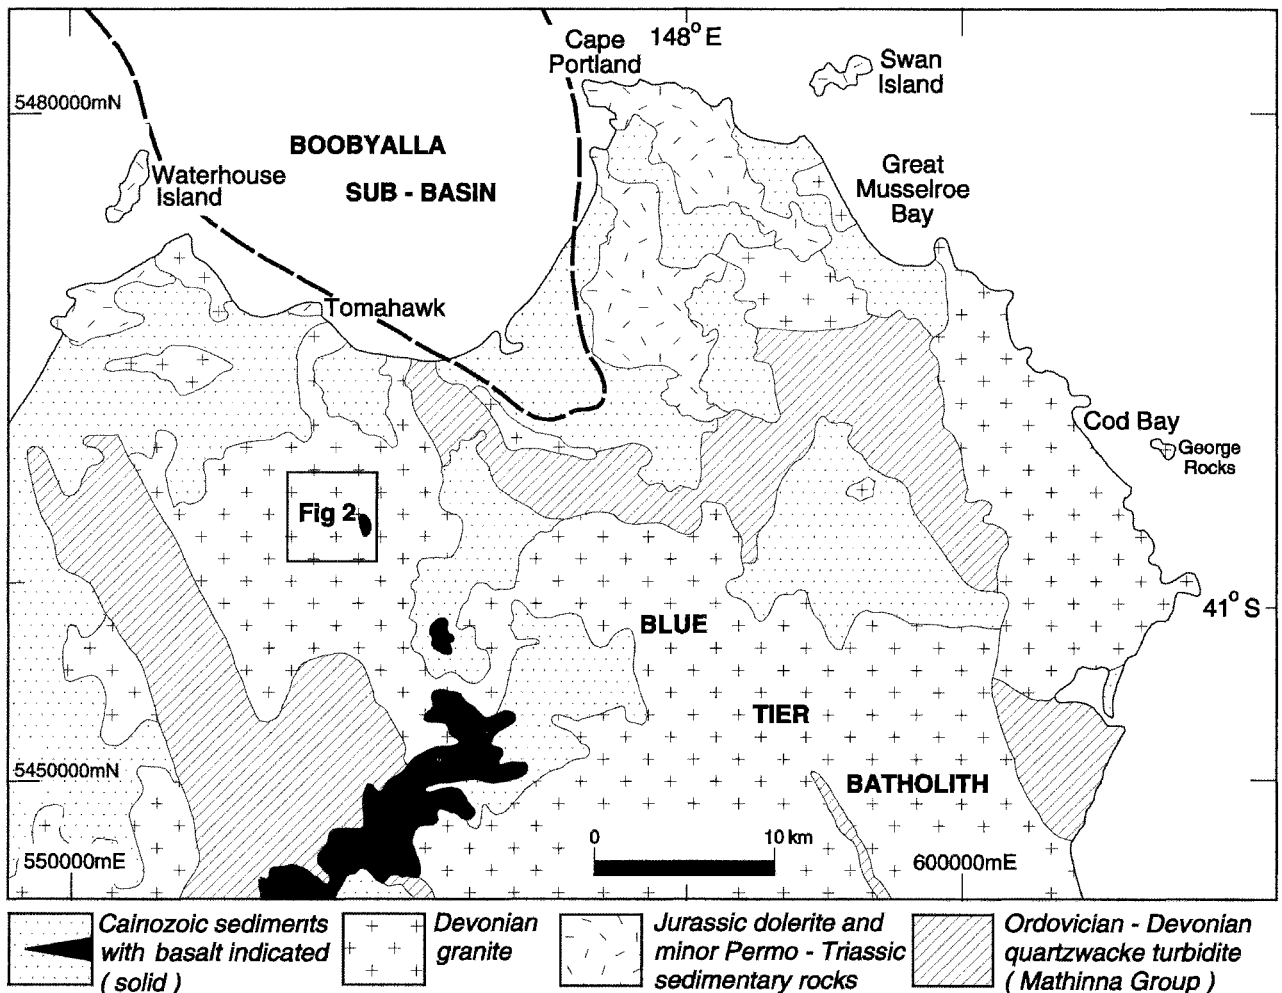 Cape
Portland
148° E
Swan
Island
5480000mN
BOOBYALLA
SUB - BASIN
Waterhouse
Island
Great
Musselroe
Bay
Tomahawk
Cod Bay
George
Rocks
Fig 2
41° S
BLUE
TIER
BATHOLITH
5450000mN
0 10 km
550000mE
600000mE
Cainozoic sediments
with basalt indicated
( solid )
Devonian
granite
Jurassic dolerite and
minor Permo - Triassic
sedimentary rocks
Ordovician - Devonian
quartzwacke turbidite
( Mathinna Group )